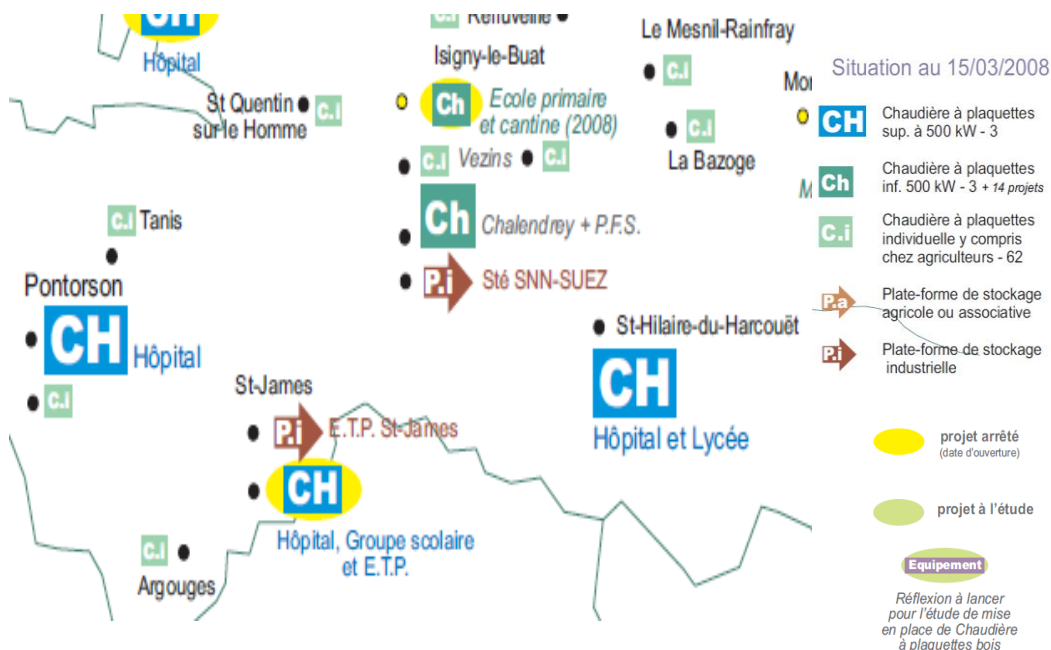 CH
Hôpital
C.i
Reffuveille
Le Mesnil-Rainfray
C.i
Isigny-le-Buat
Ch
Ecole primaire
et cantine (2008)
St Quentin
sur le Homme
C.i
C.i
La Bazoge
C.i
Vezins
C.i
Ch
Chalendrey + P.F.S.
C.i
Tanis
P.i
Sté SNN-SUEZ
Pontorson
CH
Hôpital
C.i
St-Hilaire-du-Harcouët
CH
Hôpital et Lycée
St-James
P.i
E.T.P. St-James
CH
Hôpital, Groupe scolaire
et E.T.P.
C.i
Argouges
Situation au 15/03/2008
CH
Chaudière à plaquettes
sup. à 500 kW - 3
Ch
Chaudière à plaquettes
inf. 500 kW - 3 + 14 projets
C.i
Chaudière à plaquettes
individuelle y compris
chez agriculteurs - 62
P.a
Plate-forme de stockage
agricole ou associative
P.i
Plate-forme de stockage
industrielle
projet arrêté
(date d'ouverture)
projet à l'étude
Equipement
Réflexion à lancer
pour l'étude de mise
en place de Chaudière
à plaquettes bois